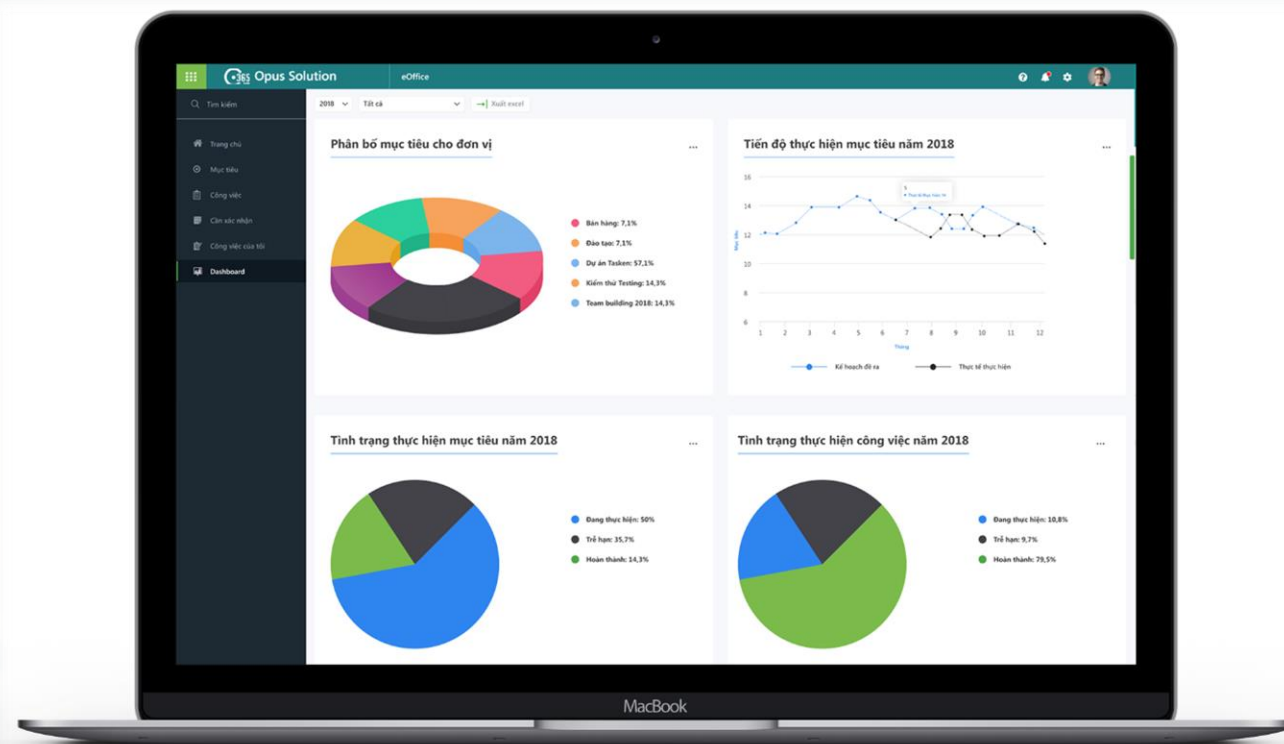 365 Opus Solution
eOffice
Tìm kiếm
2018
Tất cả
Xuất excel
Trang chủ
Mục tiêu
Công việc
Cần xác nhận
Công việc của tôi
Dashboard
Phân bố mục tiêu cho đơn vị
...
Bán hàng: 7,1%
Đào tạo: 7,1%
Dự án Tasken: 57,1%
Kiểm thử Testing: 14,3%
Team building 2018: 14,3%
Tiến độ thực hiện mục tiêu năm 2018
...
16
14
12
10
8
6
Mục tiêu
1 2 3 4 5 6 7 8 9 10 11 12
Tháng
Kế hoạch đề ra
Thực tế thực hiện
Tình trạng thực hiện mục tiêu năm 2018
...
Đang thực hiện: 50%
Trễ hạn: 35,7%
Hoàn thành: 14,3%
Tình trạng thực hiện công việc năm 2018
...
Đang thực hiện: 10,8%
Trễ hạn: 9,7%
Hoàn thành: 79,5%
MacBook